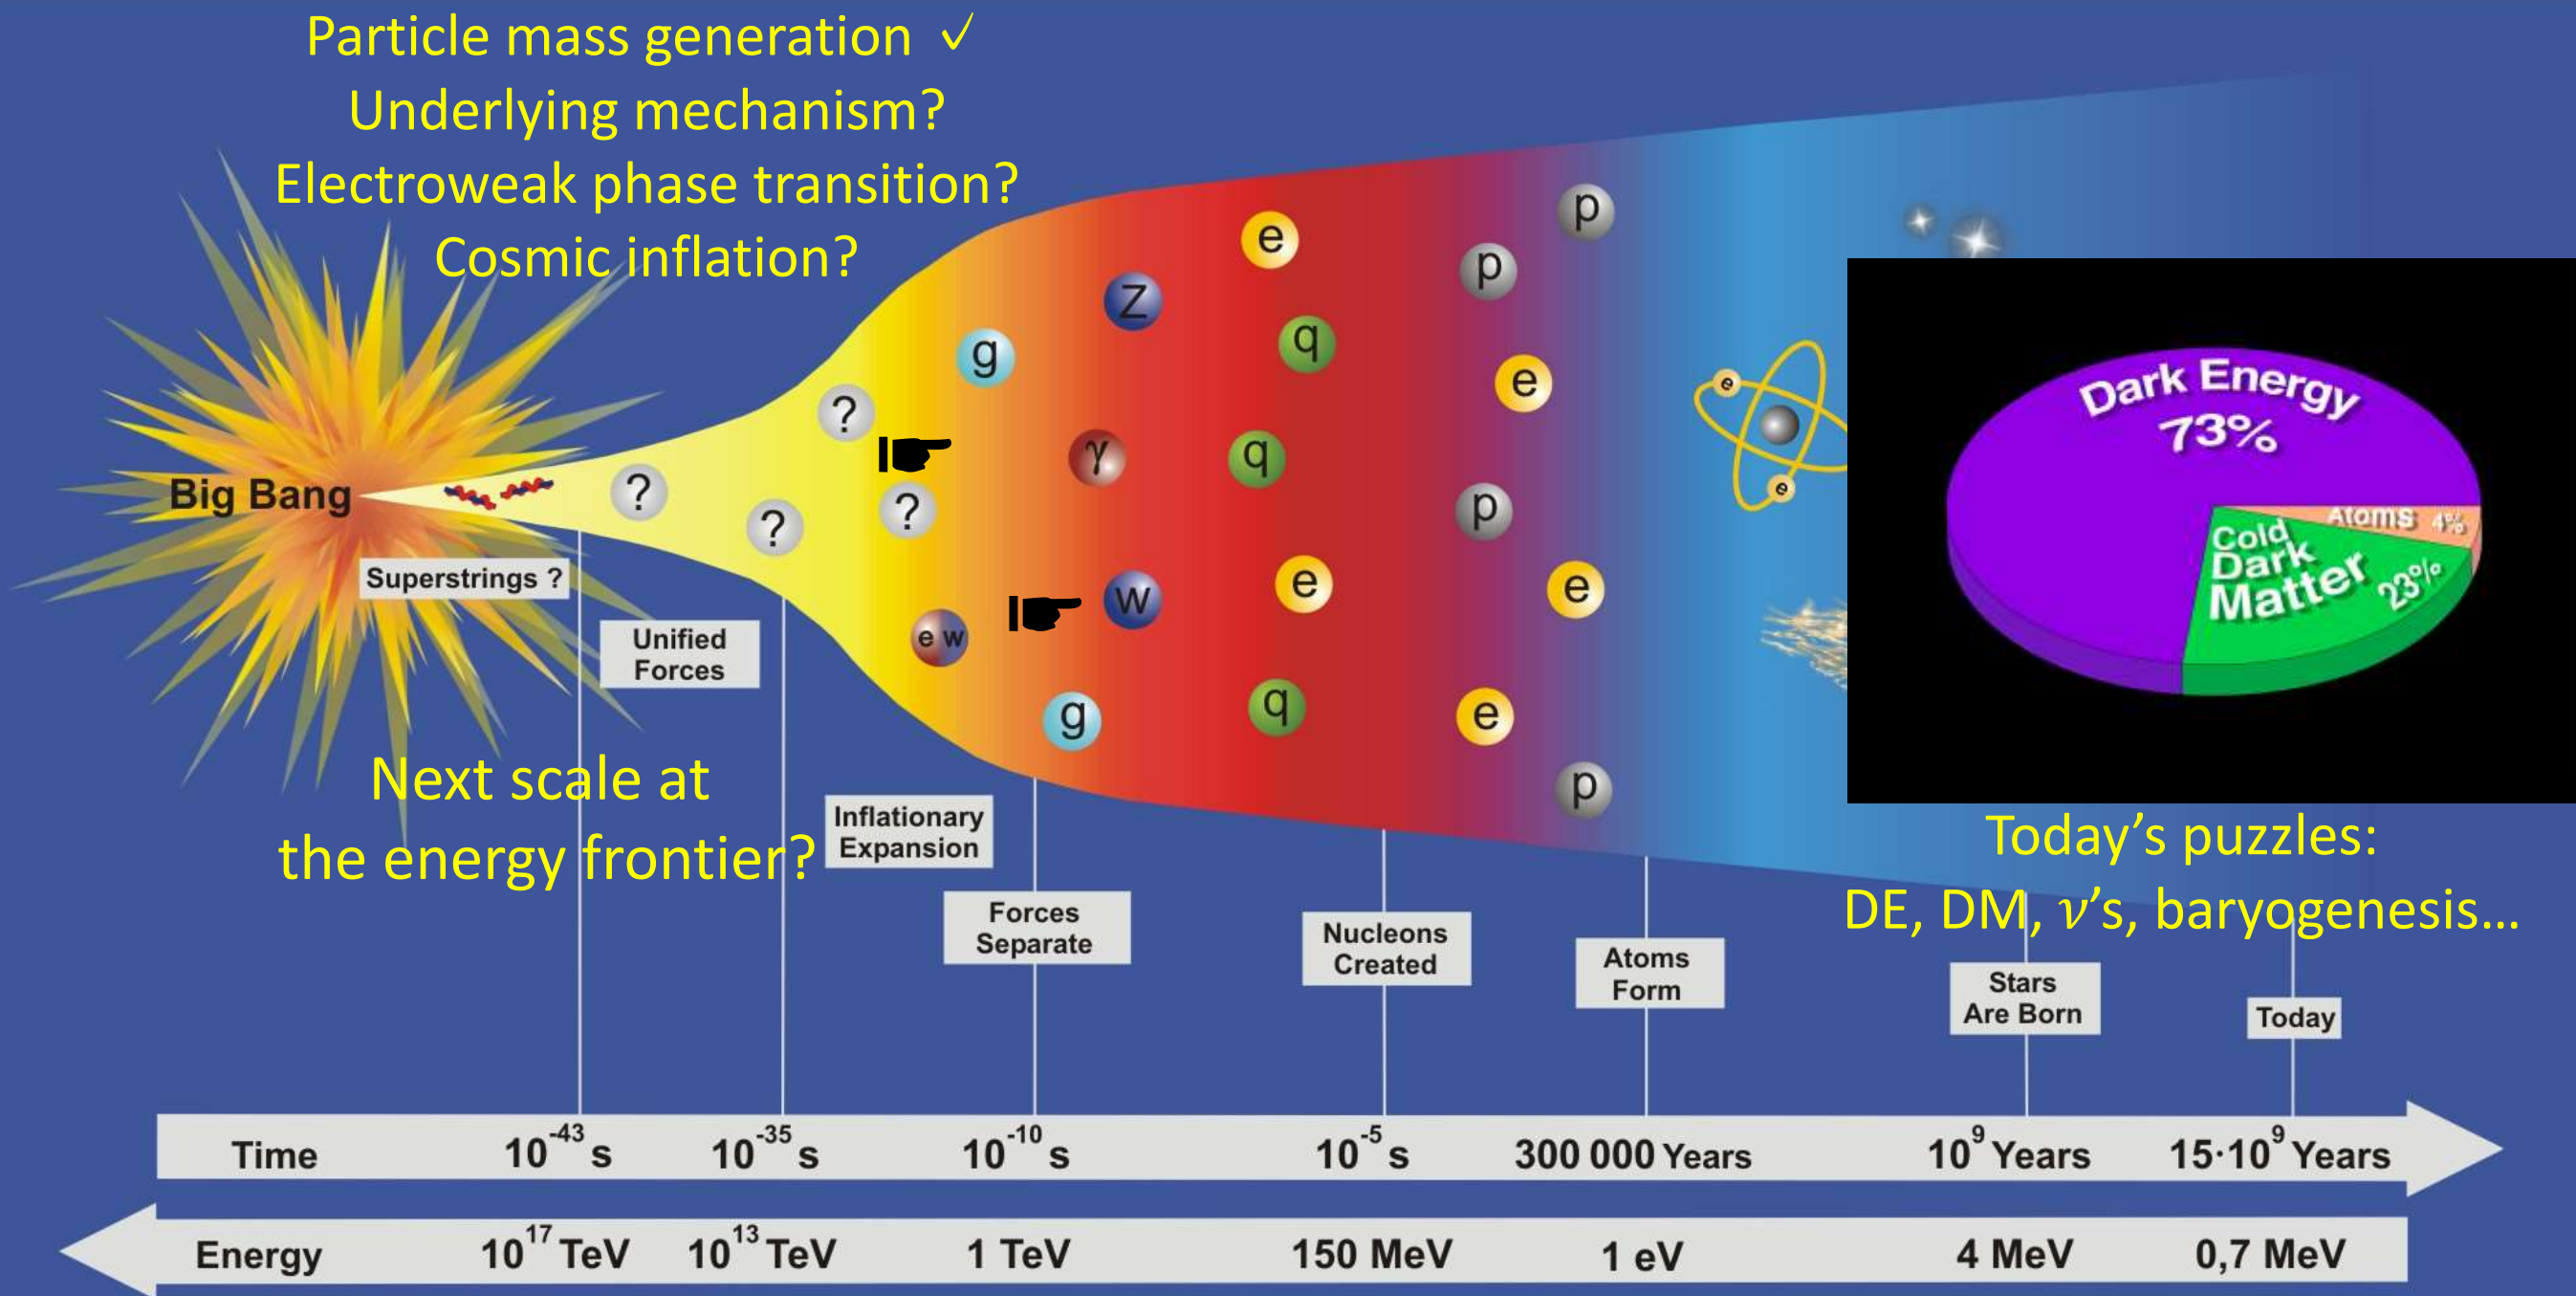 Particle mass generation ✓
Underlying mechanism?
Electroweak phase transition?
Cosmic inflation?
Big Bang
?
?
?
?
g
Z
γ
e w
W
g
e
q
q
e
q
p
p
e
p
e
e
p
e
e
Dark Energy
73%
Atoms 4%
Cold
Dark
Matter 23%
Superstrings ?
Unified
Forces
Next scale at
the energy frontier?
Inflationary
Expansion
Forces
Separate
Nucleons
Created
Atoms
Form
Today’s puzzles:
DE, DM, ν’s, baryogenesis…
Stars
Are Born
Today
Time 10⁻⁴³ s 10⁻³⁵ s 10⁻¹⁰ s 10⁻⁵ s 300 000 Years 10⁹ Years 15·10⁹ Years
Energy 10¹⁷ TeV 10¹³ TeV 1 TeV 150 MeV 1 eV 4 MeV 0,7 MeV